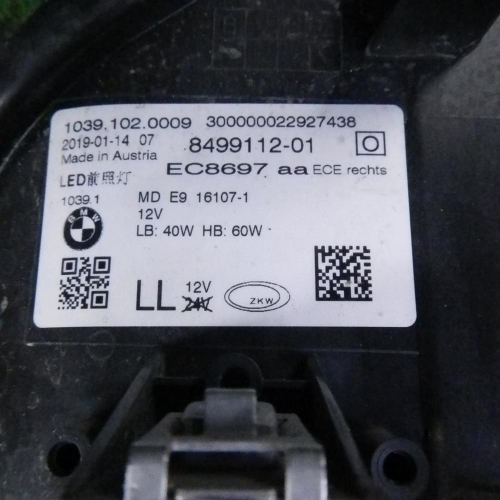 1039.102.0009 300000022927438
2019-01-14 07
Made in Austria
8499112-01
EC8697 aa ECE rechts
LED前照灯
1039.1
MD E9 16107-1
12V
LB: 40W HB: 60W
BMW
LL 12V
24V
ZKW